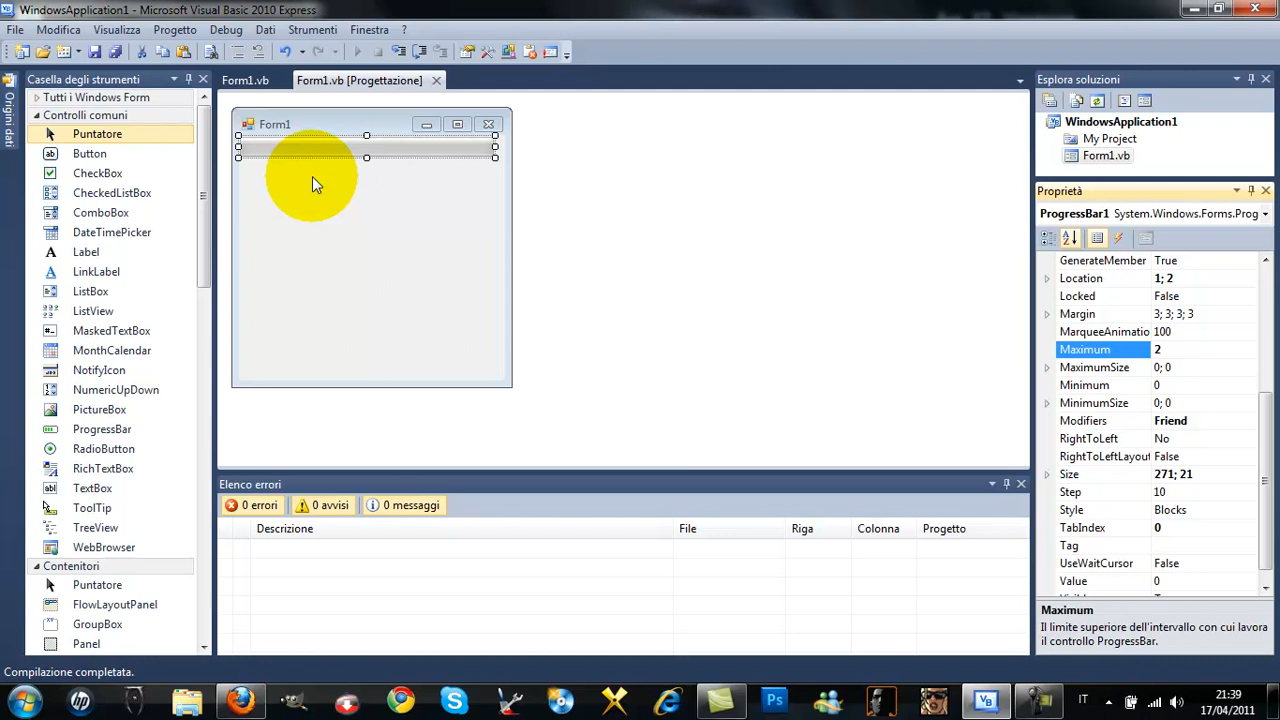 WindowsApplication1 - Microsoft Visual Basic 2010 Express
File Modifica Visualizza Progetto Debug Dati Strumenti Finestra ?
Origini dati
Casella degli strumenti
Tutti i Windows Form
Controlli comuni
Puntatore
Button
CheckBox
CheckedListBox
ComboBox
DateTimePicker
Label
LinkLabel
ListBox
ListView
MaskedTextBox
MonthCalendar
NotifyIcon
NumericUpDown
PictureBox
ProgressBar
RadioButton
RichTextBox
TextBox
ToolTip
TreeView
WebBrowser
Contenitori
Puntatore
FlowLayoutPanel
GroupBox
Panel
Form1.vb Form1.vb [Progettazione]
Form1
Elenco errori
0 errori 0 avvisi 0 messaggi
Descrizione File Riga Colonna Progetto
Esplora soluzioni
WindowsApplication1
My Project
Form1.vb
Proprietà
ProgressBar1 System.Windows.Forms.Prog
GenerateMember True
Location 1; 2
Locked False
Margin 3; 3; 3; 3
MarqueeAnimatio 100
Maximum 2
MaximumSize 0; 0
Minimum 0
MinimumSize 0; 0
Modifiers Friend
RightToLeft No
RightToLeftLayout False
Size 271; 21
Step 10
Style Blocks
TabIndex 0
Tag
UseWaitCursor False
Value 0
Maximum
Il limite superiore dell'intervallo con cui lavora
il controllo ProgressBar.
Compilazione completata.
IT
21:39
17/04/2011